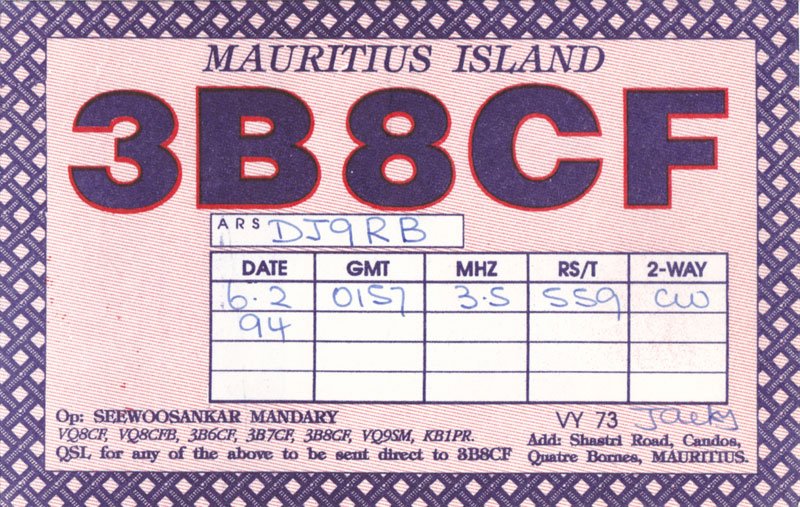 MAURITIUS ISLAND
3B8CF
ARS DJ9RB
DATE GMT MHZ RS/T 2-WAY
6.2 0157 3.5 559 CW
94
Op: SEEWOOSANKAR MANDARY
VQ8CF, VQ8CFB, 3B6CF, 3B7CF, 3B8CF, VQ9SM, KB1PR.
QSL for any of the above to be sent direct to 3B8CF
VY 73 Jacky
Add: Shastri Road, Candos,
Quatre Bornes, MAURITIUS.